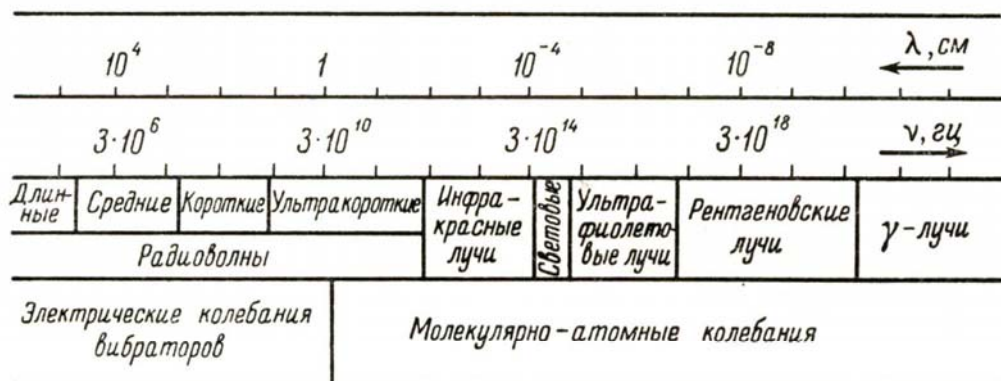 10⁴ 1 10⁻⁴ 10⁻⁸ λ, см
3·10⁶ 3·10¹⁰ 3·10¹⁴ 3·10¹⁸ ν, гц
Длин-
ные
Средние
Короткие
Ультракороткие
Радиоволны
Инфра-
красные
лучи
Световые
Ультра-
фиолето-
вые лучи
Рентгеновские
лучи
γ-лучи
Электрические колебания
вибраторов
Молекулярно-атомные колебания